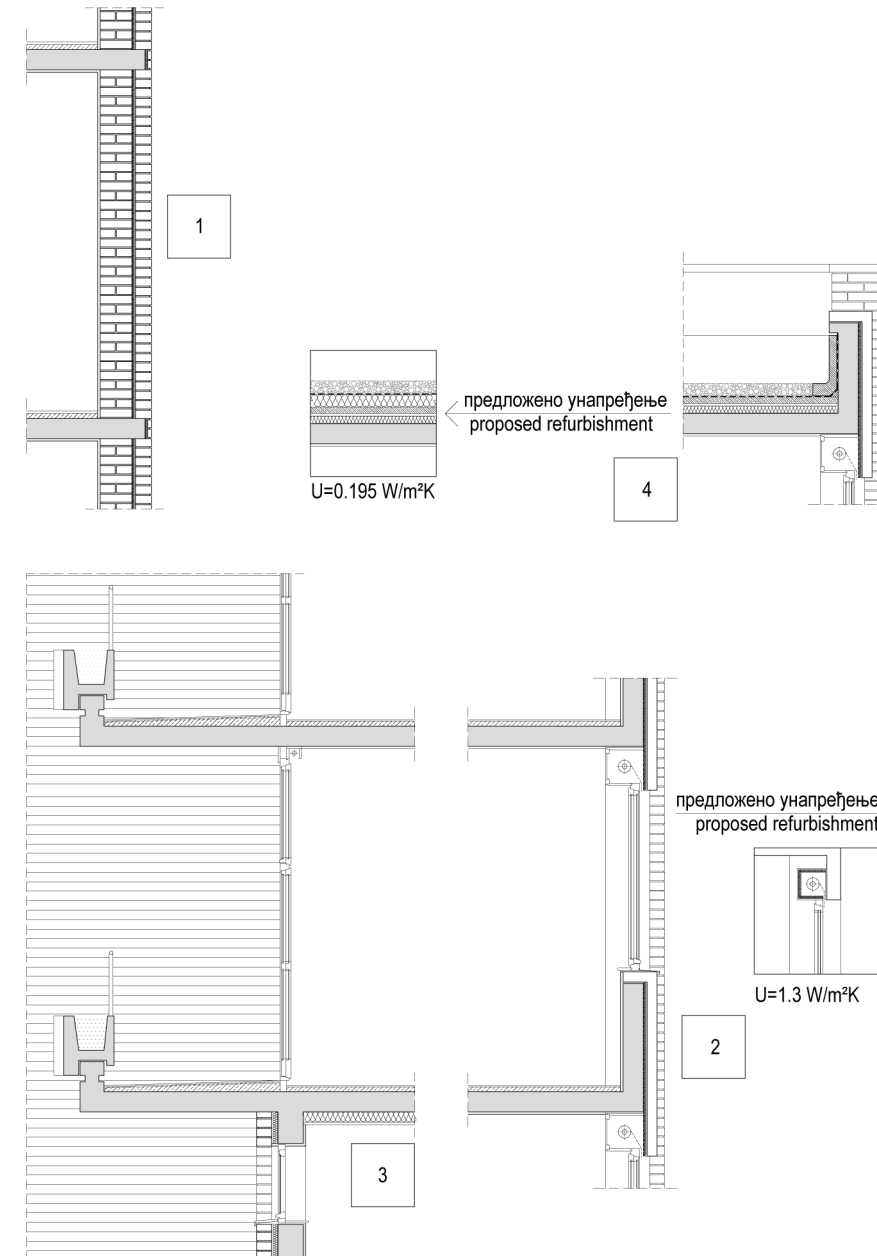 1
предложено унапређење
proposed refurbishment
U=0.195 W/m²K
4
предложено унапређење
proposed refurbishment
U=1.3 W/m²K
2
3